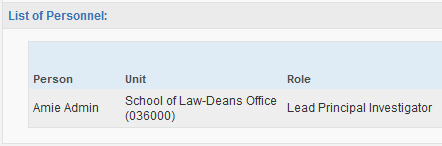 List of Personnel:
Person Unit Role
Amie Admin School of Law-Deans Office (036000) Lead Principal Investigator